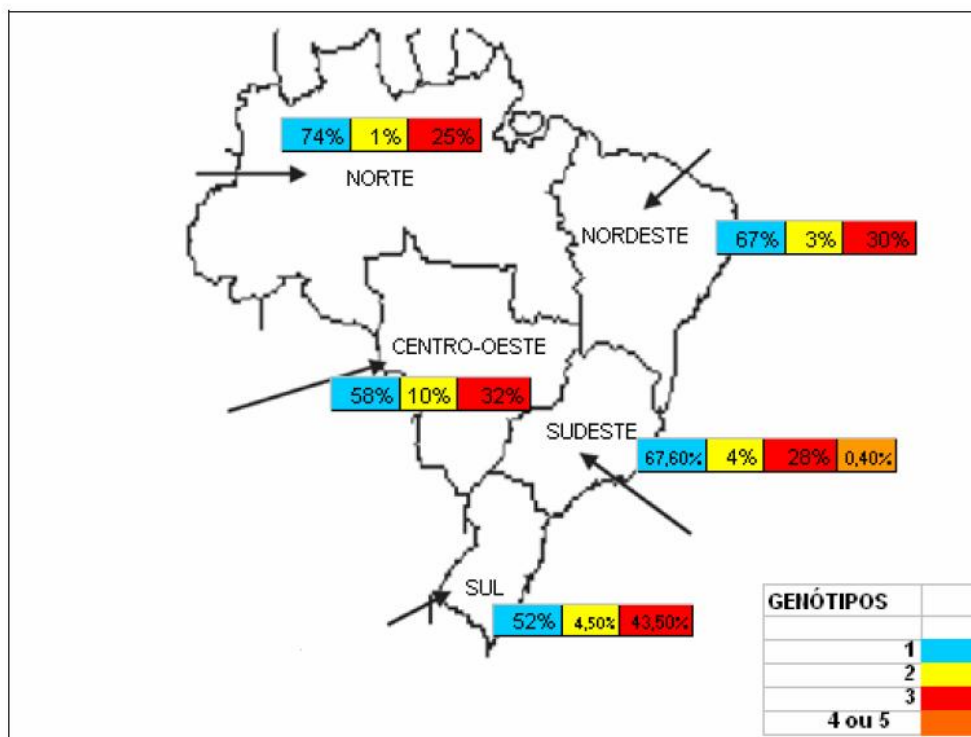 74% 1% 25%
NORTE
NORDESTE
67% 3% 30%
CENTRO-OESTE
58% 10% 32%
SUDESTE
67,60% 4% 28% 0,40%
SUL
52% 4,50% 43,50%
GENÓTIPOS
1
2
3
4 ou 5